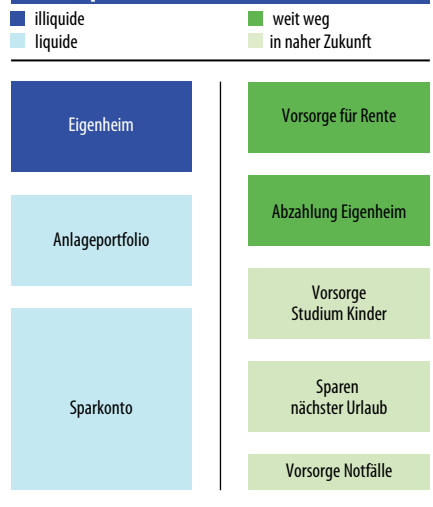 illiquide
liquide
weit weg
in naher Zukunft
Eigenheim
Anlageportfolio
Sparkonto
Vorsorge für Rente
Abzahlung Eigenheim
Vorsorge
Studium Kinder
Sparen
nächster Urlaub
Vorsorge Notfälle